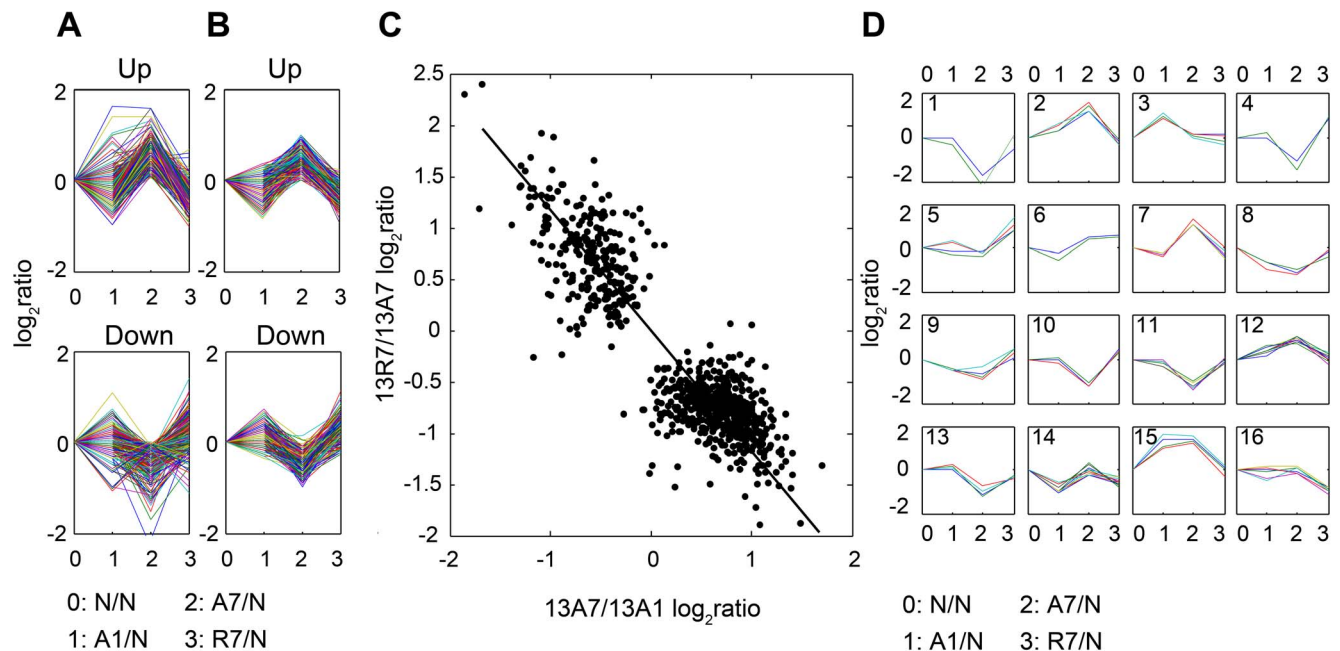 A
B
C
D
Up
Up
2
0
-2
0 1 2 3
0 1 2 3
Down
Down
2
0
-2
log₂ratio
0 1 2 3
0 1 2 3
0: N/N
2: A7/N
1: A1/N
3: R7/N
13R7/13A7 log₂ratio
2.5
2
1.5
1
0.5
0
-0.5
-1
-1.5
-2
-2
-1
0
1
2
13A7/13A1 log₂ratio
0 1 2 3
0 1 2 3
0 1 2 3
0 1 2 3
2
0
-2
1
2
3
4
2
0
-2
5
6
7
8
log₂ratio
2
0
-2
9
10
11
12
2
0
-2
13
14
15
16
0 1 2 3
0 1 2 3
0 1 2 3
0 1 2 3
0: N/N
2: A7/N
1: A1/N
3: R7/N